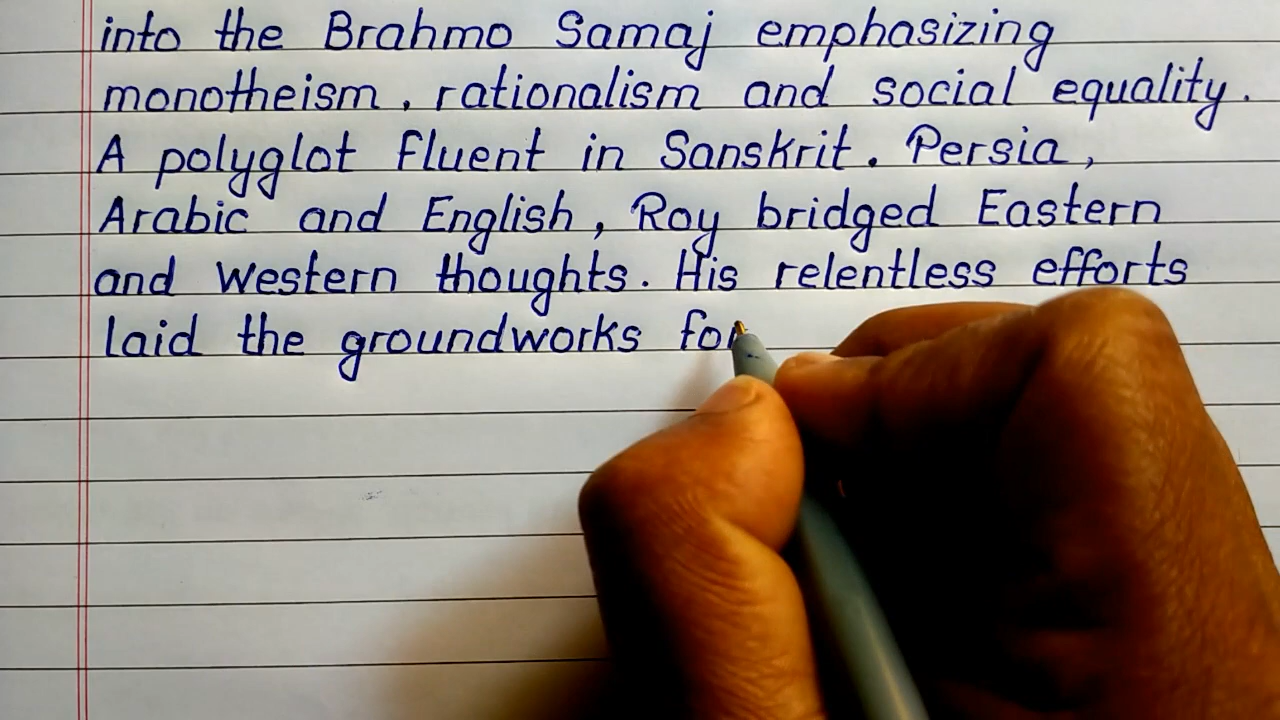 into the Brahmo Samaj emphasizing
monotheism, rationalism and social equality.
A polyglot fluent in Sanskrit. Persia,
Arabic and English, Roy bridged Eastern
and Western thoughts. His relentless efforts
laid the groundworks for